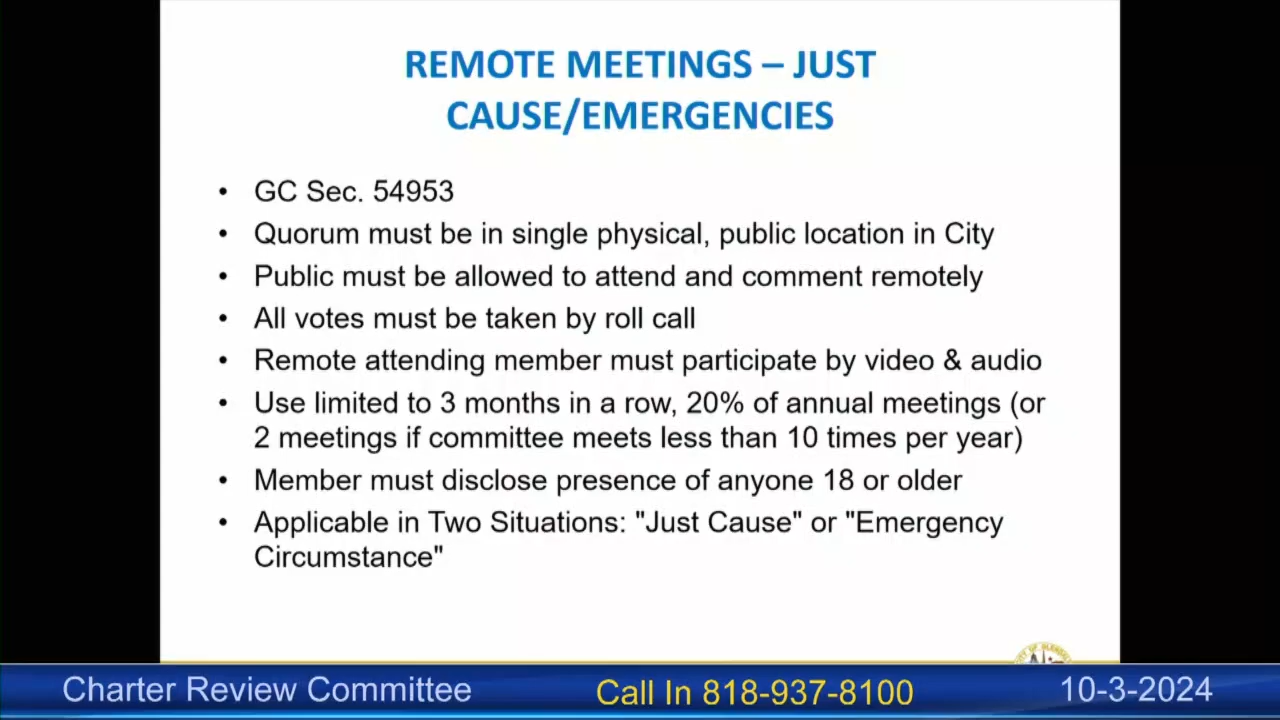 REMOTE MEETINGS – JUST
CAUSE/EMERGENCIES
• GC Sec. 54953
• Quorum must be in single physical, public location in City
• Public must be allowed to attend and comment remotely
• All votes must be taken by roll call
• Remote attending member must participate by video & audio
• Use limited to 3 months in a row, 20% of annual meetings (or
2 meetings if committee meets less than 10 times per year)
• Member must disclose presence of anyone 18 or older
• Applicable in Two Situations: "Just Cause" or "Emergency
Circumstance"
Charter Review Committee
Call In 818-937-8100
10-3-2024